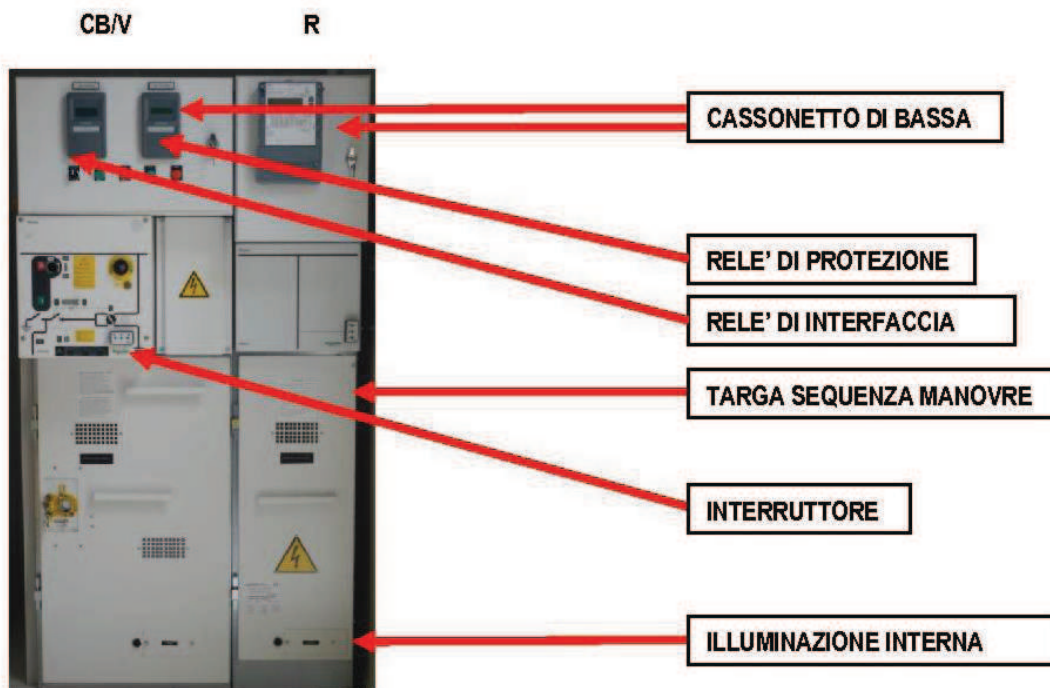 CB/V R
CASSONETTO DI BASSA
RELE' DI PROTEZIONE
RELE' DI INTERFACCIA
TARGA SEQUENZA MANOVRE
INTERRUTTORE
ILLUMINAZIONE INTERNA